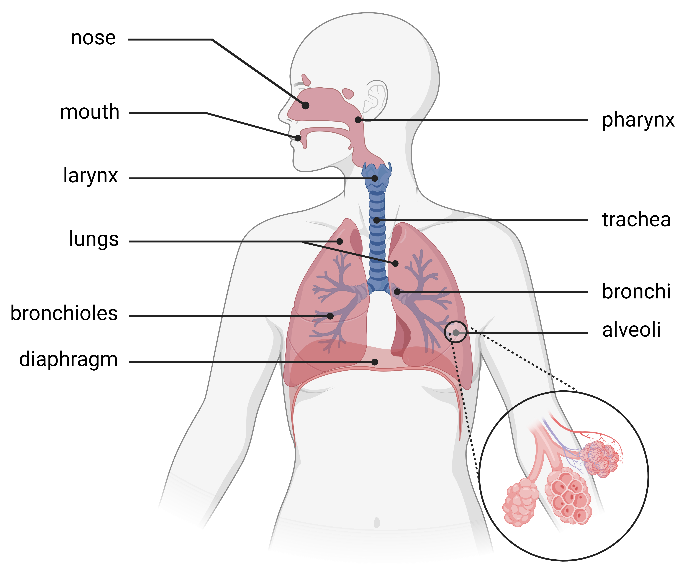 nose
mouth
larynx
lungs
bronchioles
diaphragm
pharynx
trachea
bronchi
alveoli